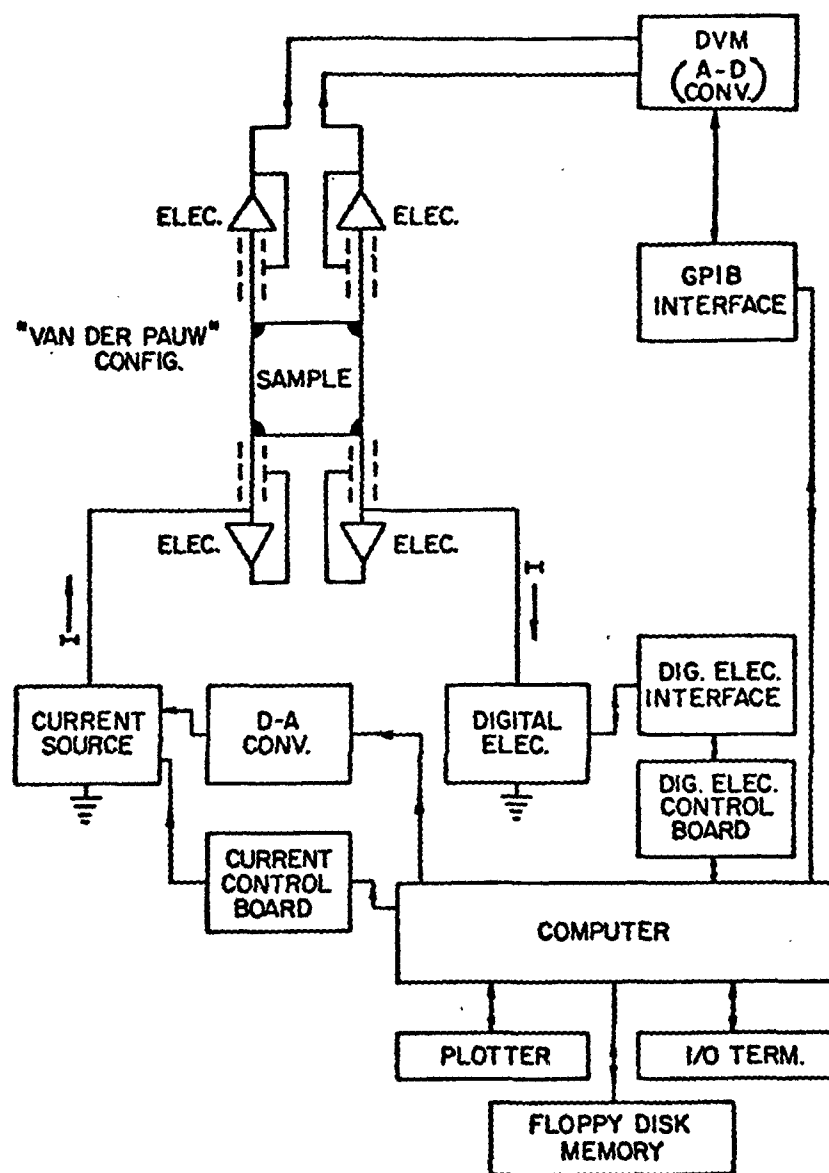 DVM
(A-D
CONV.)
ELEC.
ELEC.
GPIB
INTERFACE
"VAN DER PAUW"
CONFIG.
SAMPLE
ELEC.
ELEC.
I
I
CURRENT
SOURCE
D-A
CONV.
DIGITAL
ELEC.
DIG. ELEC.
INTERFACE
DIG. ELEC.
CONTROL
BOARD
CURRENT
CONTROL
BOARD
COMPUTER
PLOTTER
I/O TERM.
FLOPPY DISK
MEMORY